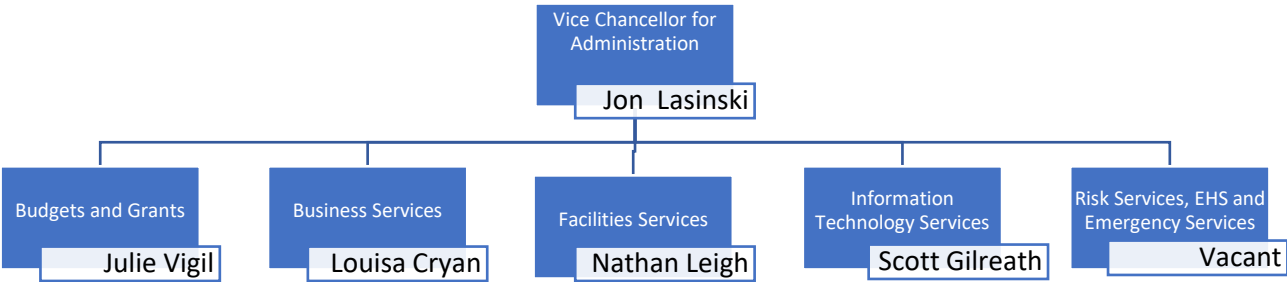 Vice Chancellor for
Administration
Jon Lasinski
Budgets and Grants
Julie Vigil
Business Services
Louisa Cryan
Facilities Services
Nathan Leigh
Information
Technology Services
Scott Gilreath
Risk Services, EHS and
Emergency Services
Vacant